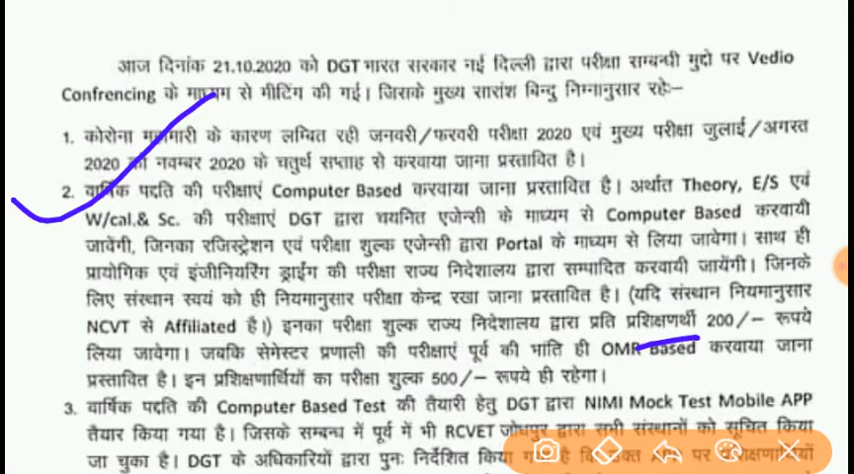 आज दिनांक 21.10.2020 को DGT भारत सरकार नई दिल्ली द्वारा परीक्षा सम्बन्धी मुद्दो पर Vedio
Confrencing के माध्यम से मीटिंग की गई। जिसके मुख्य सारांश बिन्दु निम्नानुसार रहेः–
1. कोरोना महामारी के कारण लम्बित रही जनवरी/फरवरी परीक्षा 2020 एवं मुख्य परीक्षा जुलाई/अगस्त
2020 को नवम्बर 2020 के चतुर्थ सप्ताह से करवाया जाना प्रस्तावित है।
2. वार्षिक पद्दति की परीक्षाएं Computer Based करवाया जाना प्रस्तावित है। अर्थात Theory, E/S एवं
W/cal.& Sc. की परीक्षाएं DGT द्वारा चयनित एजेन्सी के माध्यम से Computer Based करवायी
जावेंगी, जिनका रजिस्ट्रेशन एवं परीक्षा शुल्क एजेन्सी द्वारा Portal के माध्यम से लिया जावेगा। साथ ही
प्रायोगिक एवं इंजीनियरिंग ड्राईंग की परीक्षा राज्य निदेशालय द्वारा सम्पादित करवायी जायेंगी। जिनके
लिए संस्थान स्वयं को ही नियमानुसार परीक्षा केन्द्र रखा जाना प्रस्तावित है। (यदि संस्थान नियमानुसार
NCVT से Affiliated है।) इनका परीक्षा शुल्क राज्य निदेशालय द्वारा प्रति प्रशिक्षणर्थी 200/– रूपये
लिया जावेगा। जबकि सेमेस्टर प्रणाली की परीक्षाएं पूर्व की भांति ही OMR Based करवाया जाना
प्रस्तावित है। इन प्रशिक्षणार्थियों का परीक्षा शुल्क 500/– रूपये ही रहेगा।
3. वार्षिक पद्दति की Computer Based Test की तैयारी हेतु DGT द्वारा NIMI Mock Test Mobile APP
तैयार किया गया है। जिसके सम्बन्ध में पूर्व में भी RCVET जोधपुर द्वारा सभी संस्थानों को सूचित किया
जा चुका है। DGT के अधिकारियों द्वारा पुनः निर्देशित किया पर